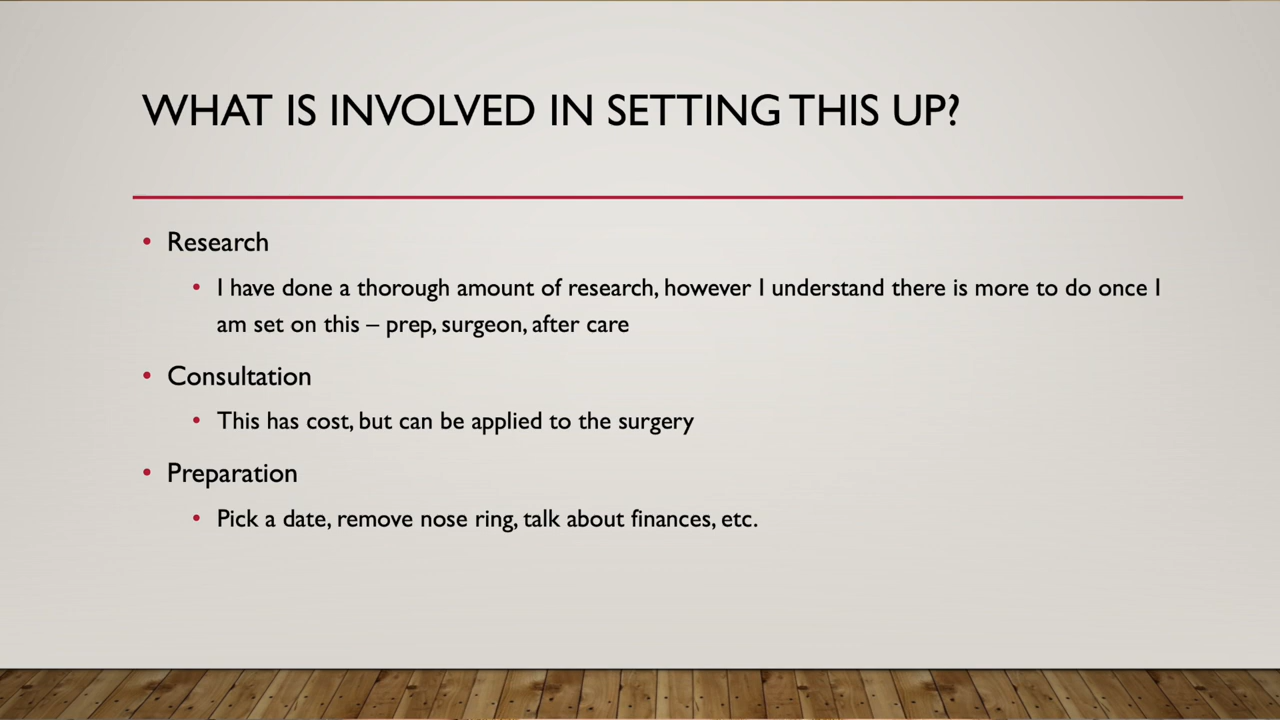 WHAT IS INVOLVED IN SETTING THIS UP?
• Research
• I have done a thorough amount of research, however I understand there is more to do once I
am set on this – prep, surgeon, after care
• Consultation
• This has cost, but can be applied to the surgery
• Preparation
• Pick a date, remove nose ring, talk about finances, etc.